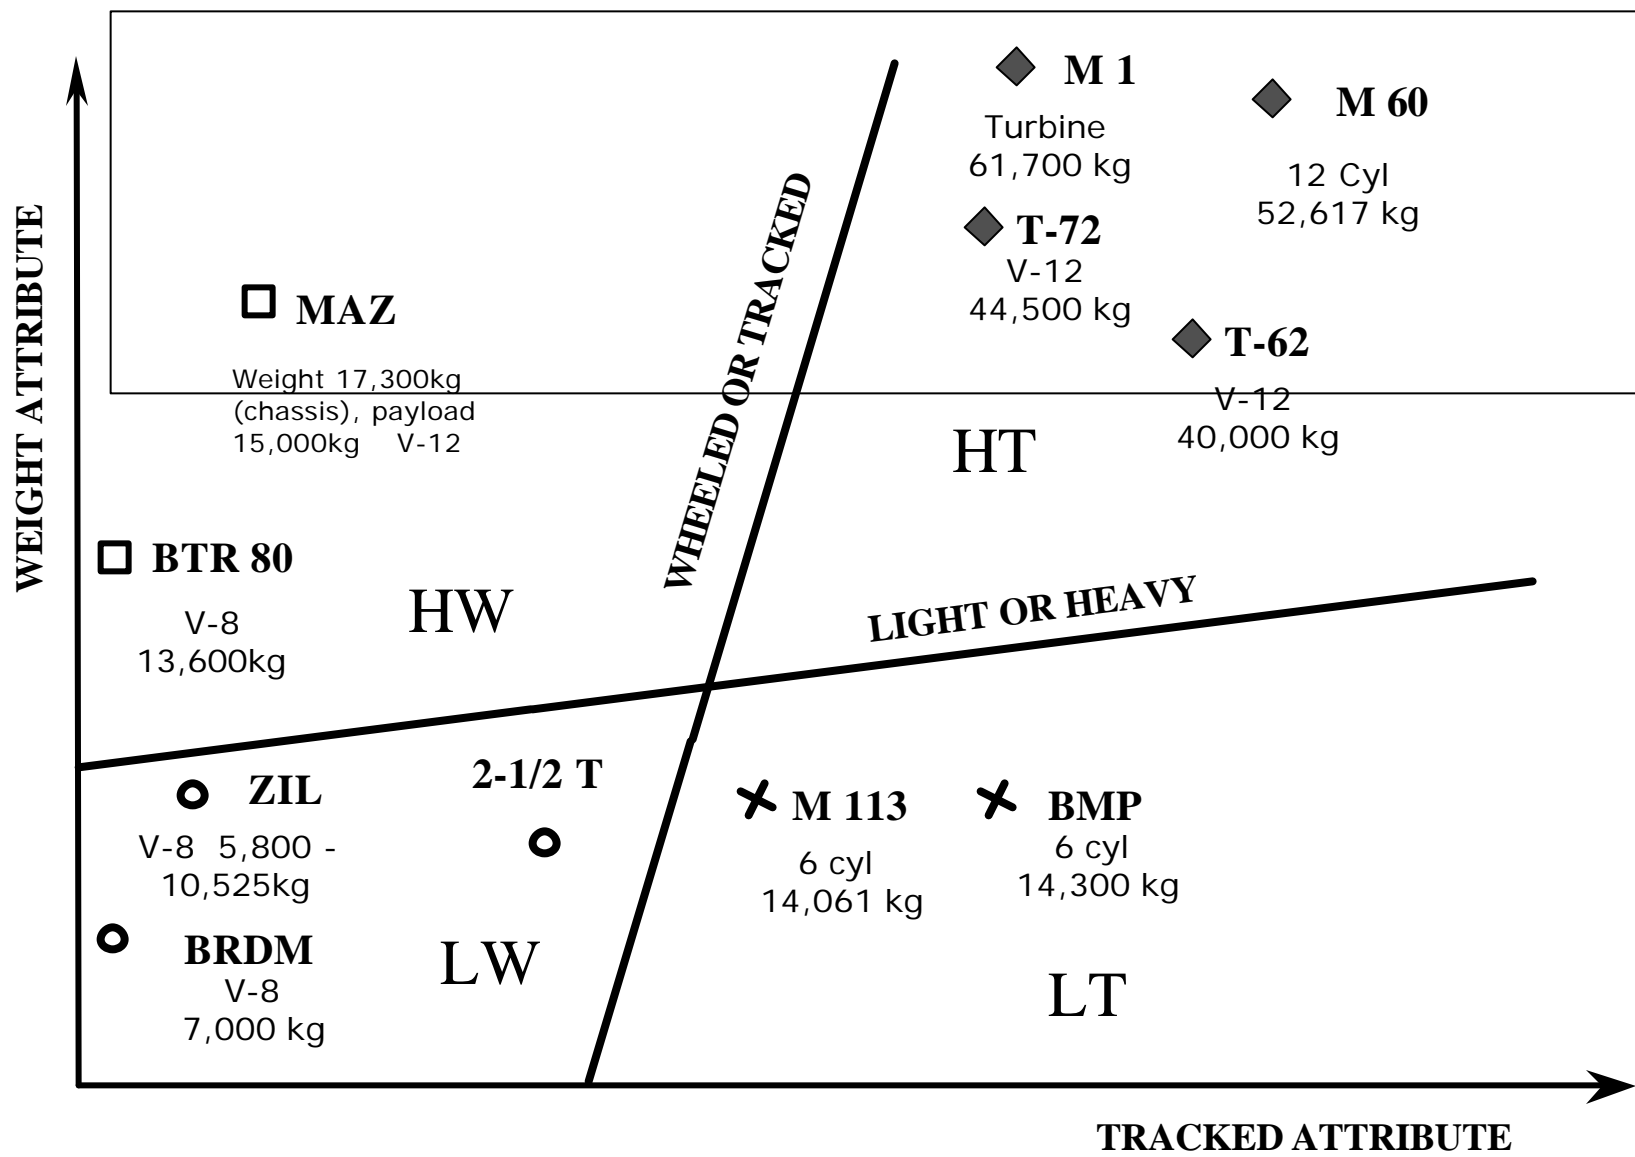 M 1
Turbine
61,700 kg
M 60
12 Cyl
52,617 kg
T-72
V-12
44,500 kg
T-62
V-12
40,000 kg
HT
WEIGHT ATTRIBUTE
MAZ
Weight 17,300kg
(chassis), payload
15,000kg V-12
WHEELED OR TRACKED
BTR 80
V-8
13,600kg
HW
LIGHT OR HEAVY
ZIL
V-8 5,800 -
10,525kg
2-1/2 T
BRDM
V-8
7,000 kg
LW
M 113
6 cyl
14,061 kg
BMP
6 cyl
14,300 kg
LT
TRACKED ATTRIBUTE